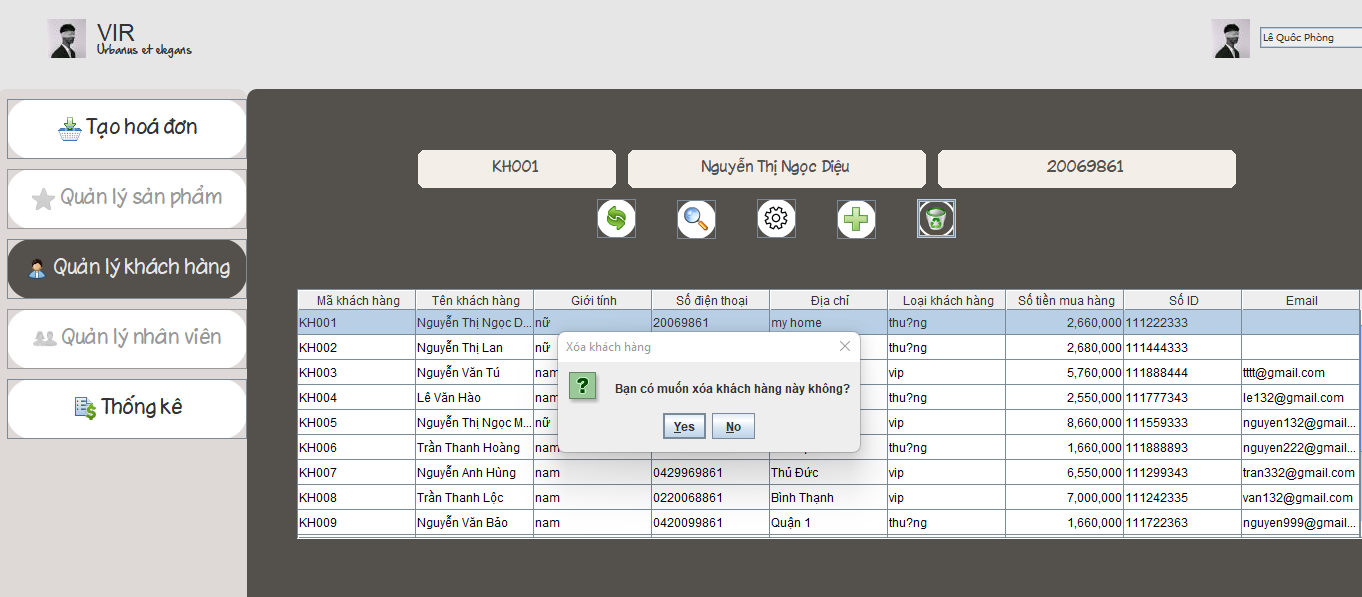 VIR
Urbanus et elegans
Lê Quốc Phòng
Tạo hoá đơn
Quản lý sản phẩm
Quản lý khách hàng
Quản lý nhân viên
Thống kê
KH001 Nguyễn Thị Ngọc Diệu 20069861
Mã khách hàng Tên khách hàng Giới tính Số điện thoại Địa chỉ Loại khách hàng Số tiền mua hàng Số ID Email
KH001 Nguyễn Thị Ngọc D... nữ 20069861 my home thu?ng 2,660,000 111222333
KH002 Nguyễn Thị Lan nữ thu?ng 2,680,000 111444333
KH003 Nguyễn Văn Tú nam vip 5,760,000 111888444 tttt@gmail.com
KH004 Lê Văn Hào nam thu?ng 2,550,000 111777343 le132@gmail.com
KH005 Nguyễn Thị Ngọc M... nữ vip 8,660,000 111559333 nguyen132@gmail...
KH006 Trần Thanh Hoàng nam thu?ng 1,660,000 111888893 nguyen222@gmail...
KH007 Nguyễn Anh Hùng nam 0429969861 Thủ Đức vip 6,550,000 111299343 tran332@gmail.com
KH008 Trần Thanh Lộc nam 0220068861 Bình Thạnh vip 7,000,000 111242335 van132@gmail.com
KH009 Nguyễn Văn Bảo nam 0420099861 Quận 1 thu?ng 1,660,000 111722363 nguyen999@gmail...
Xóa khách hàng
Bạn có muốn xóa khách hàng này không?
Yes No